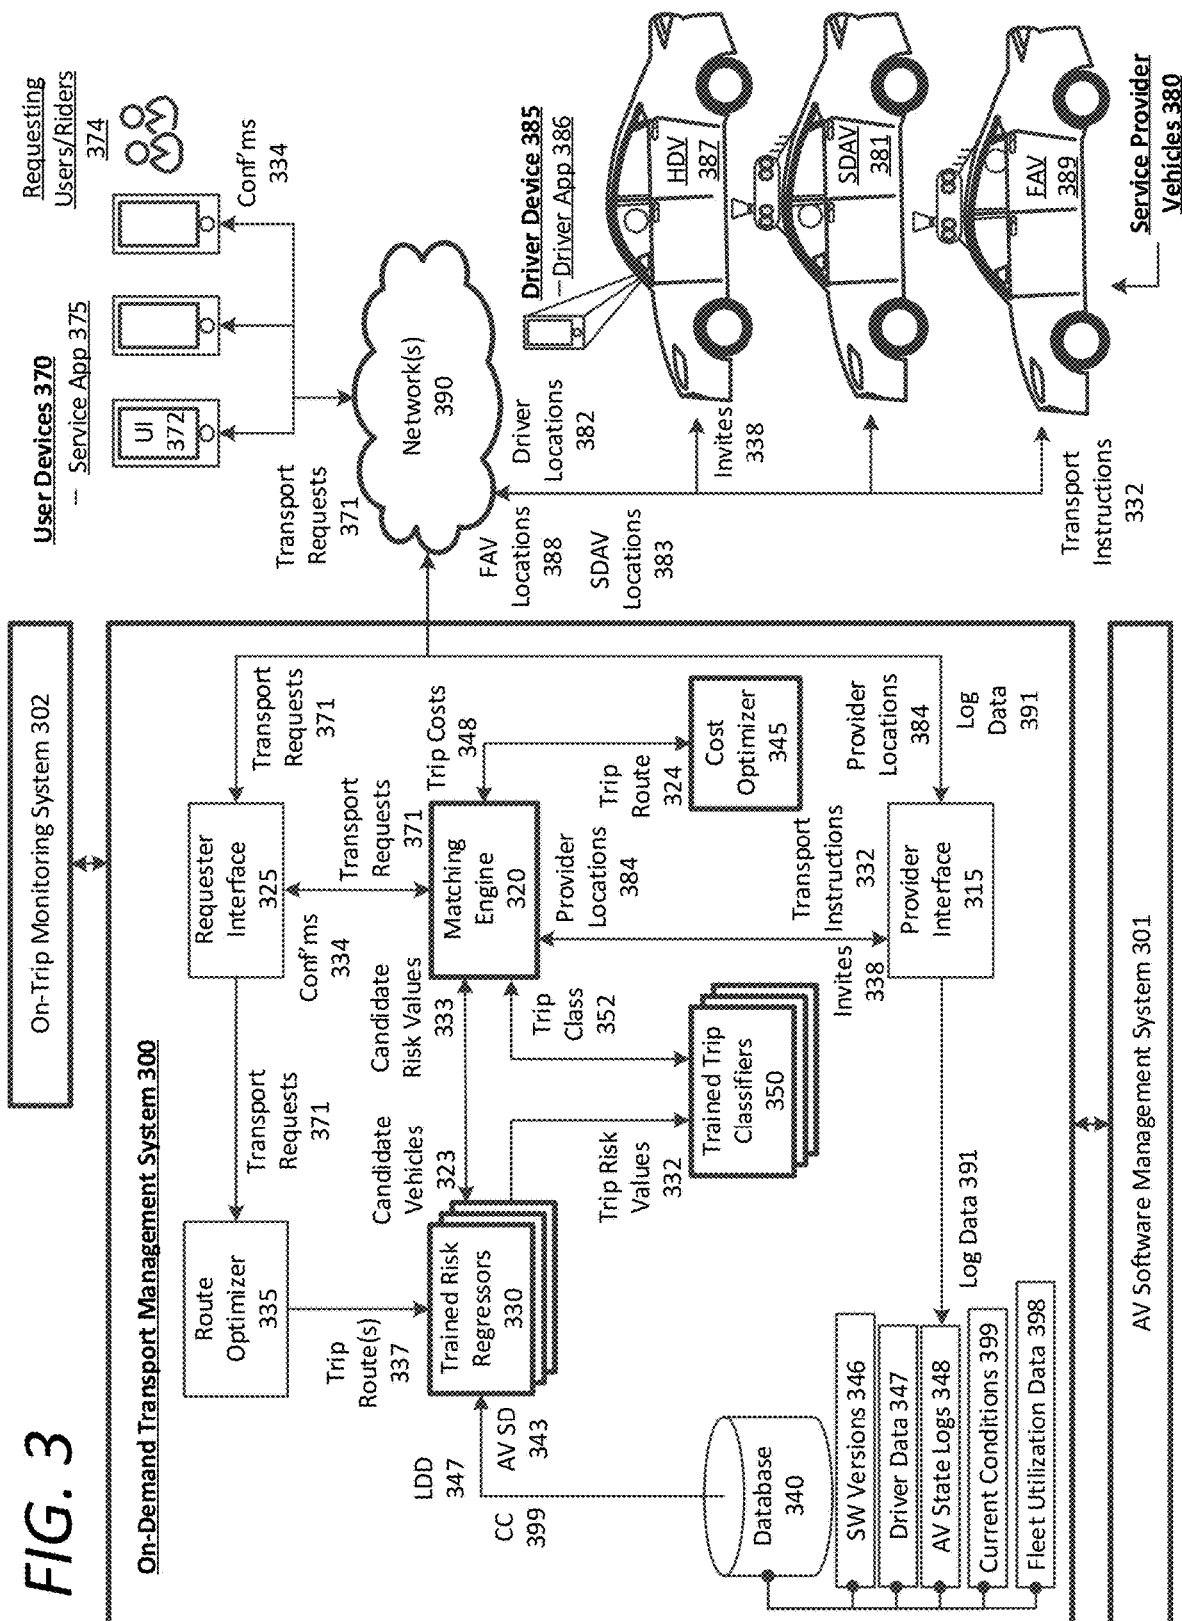 FIG. 3
On-Trip Monitoring System 302
On-Demand Transport Management System 300
Route
Optimizer
335
Transport
Requests
371
Requester
Interface
325
Transport
Requests
371
Trip
Route(s)
337
Conf'ms
334
Transport
Requests
371
LDD
347
CC
399
AV SD
343
Trained Risk
Regressors
330
Candidate
Vehicles
323
Candidate
Risk Values
333
Matching
Engine
320
Trip Costs
348
Trip
Class
352
Provider
Locations
384
Trip
Route
324
Cost
Optimizer
345
Trip Risk
Values
332
Trained Trip
Classifiers
350
Transport
Instructions
332
Invites
338
Provider
Interface
315
Provider
Locations
384
Log
Data
391
Log Data 391
Database
340
SW Versions 346
Driver Data 347
AV State Logs 348
Current Conditions 399
Fleet Utilization Data 398
AV Software Management System 301
User Devices 370
– Service App 375
UI
372
Requesting
Users/Riders
374
Conf'ms
334
Transport
Requests
371
Network(s)
390
FAV
Locations
388
SDAV
Locations
383
Driver
Locations
382
Driver Device 385
– Driver App 386
Invites
338
HDV
387
SDAV
381
FAV
389
Transport
Instructions
332
Service Provider
Vehicles 380